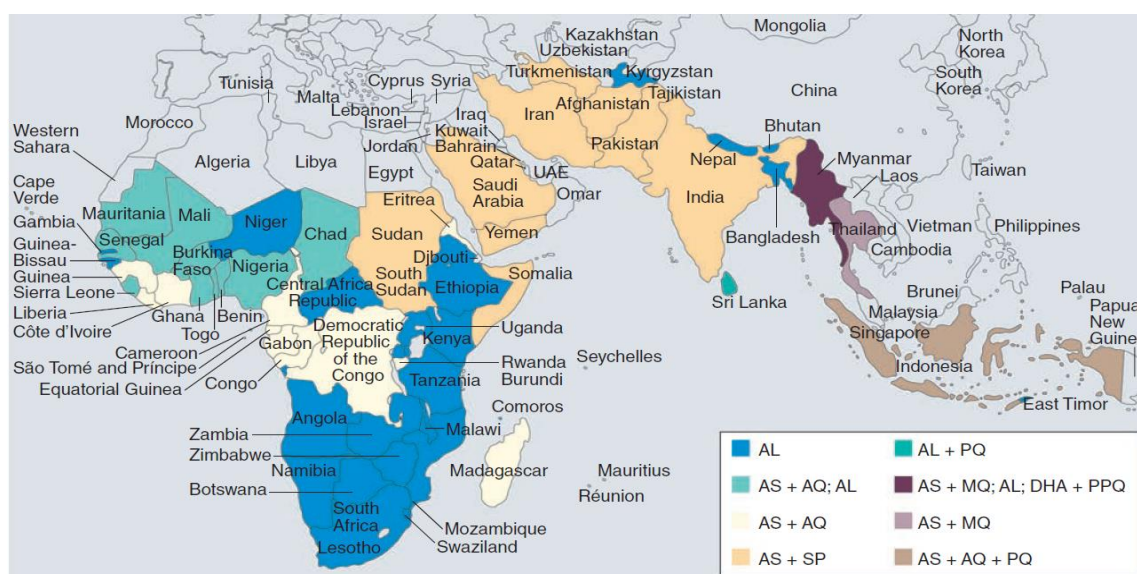 Kazakhstan
Uzbekistan
Mongolia
North
Korea
South
Korea
Turkmenistan
Kyrgyzstan
Tajikistan
China
Tunisia
Cyprus
Syria
Malta
Lebanon
Israel
Iraq
Iran
Afghanistan
Morocco
Jordan
Kuwait
Bahrain
Pakistan
Bhutan
Western
Sahara
Algeria
Libya
Egypt
Qatar
UAE
Nepal
Myanmar
Laos
Taiwan
Cape
Verde
Eritrea
Saudi
Arabia
Omar
India
Gambia
Mauritania
Mali
Niger
Chad
Sudan
Yemen
Bangladesh
Thailand
Vietnam
Philippines
Guinea-
Bissau
Senegal
Burkina
Faso
Nigeria
Djibouti
Cambodia
Guinea
Central Africa
Republic
South
Sudan
Ethiopia
Somalia
Sri Lanka
Brunei
Palau
Sierra Leone
Liberia
Côte d'Ivoire
Ghana
Togo
Benin
Democratic
Republic
of the
Congo
Uganda
Kenya
Malaysia
Singapore
Papua
New
Guinea
Cameroon
Gabon
Rwanda
Burundi
Seychelles
Indonesia
São Tomé and Príncipe
Equatorial Guinea
Congo
Tanzania
East Timor
Comoros
Angola
Malawi
Zambia
Zimbabwe
Namibia
Madagascar
Mauritius
Réunion
Botswana
South
Africa
Mozambique
Swaziland
Lesotho
AL
AS + AQ; AL
AS + AQ
AS + SP
AL + PQ
AS + MQ; AL; DHA + PPQ
AS + MQ
AS + AQ + PQ